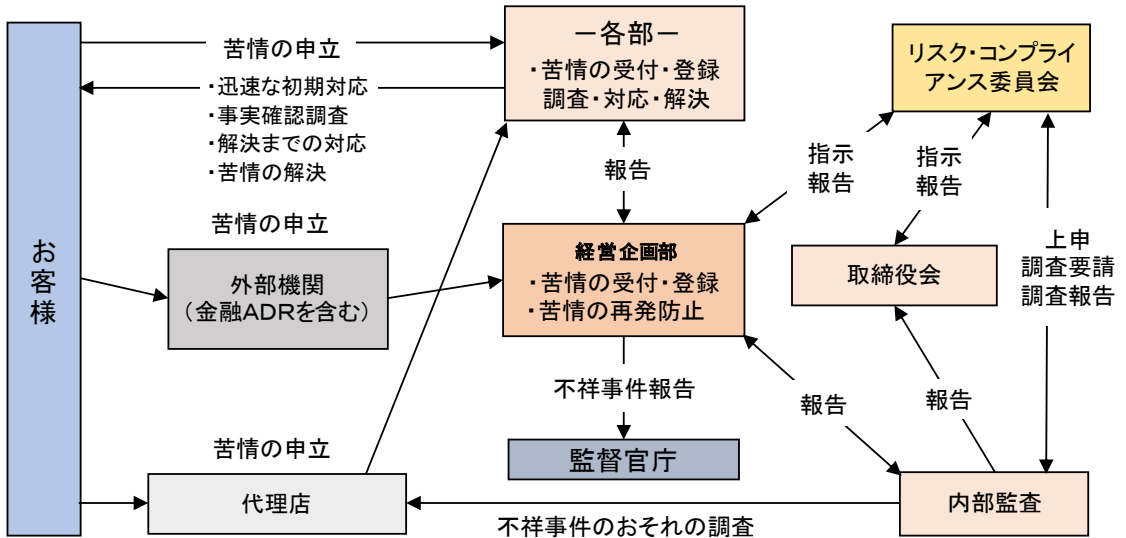 お客様
苦情の申立
・迅速な初期対応
・事実確認調査
・解決までの対応
・苦情の解決
－各部－
・苦情の受付・登録
調査・対応・解決
リスク・コンプライ
アンス委員会
報告
指示
報告
指示
報告
苦情の申立
外部機関
（金融ADRを含む）
経営企画部
・苦情の受付・登録
・苦情の再発防止
取締役会
上申
調査要請
調査報告
不祥事件報告
報告
報告
苦情の申立
監督官庁
代理店
内部監査
不祥事件のおそれの調査